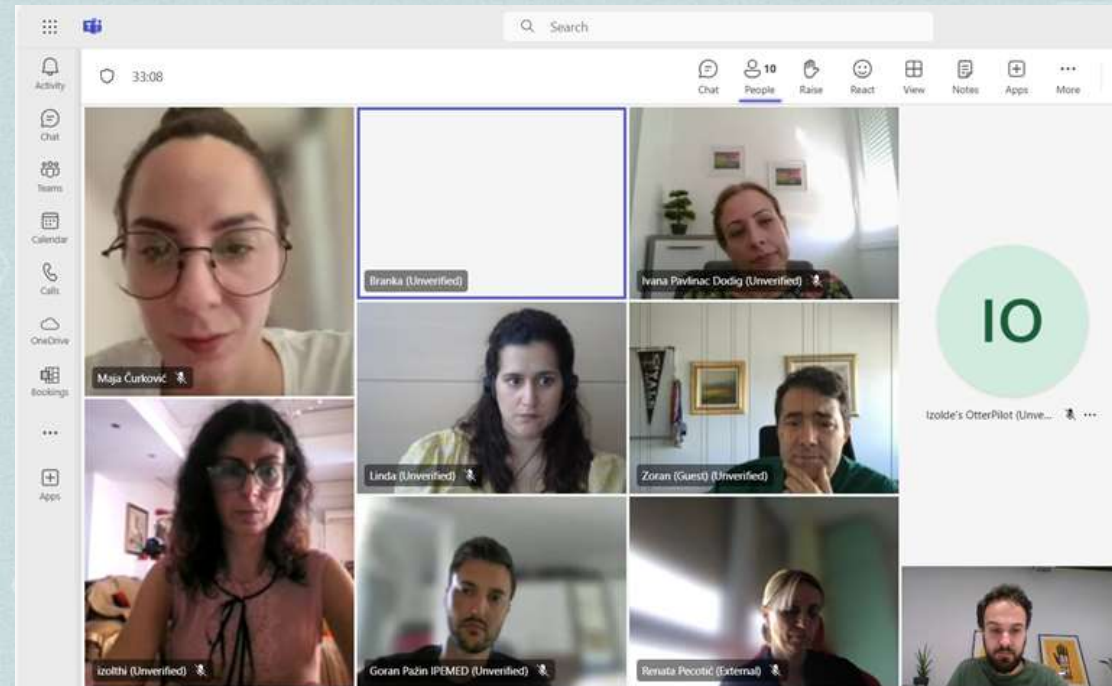 Search
Activity
33:08
10
Chat
People
Raise
React
View
Notes
Apps
More
Chat
Teams
Calendar
Calls
OneDrive
Bookings
Apps
Maja Čurković
Branka (Unverified)
Ivana Pavlinac Dodig (Unverified)
IO
Izolde's OtterPilot (Unve...
Linda (Unverified)
Zoran (Guest) (Unverified)
izolthi (Unverified)
Goran Pažin IPEMED (Unverified)
Renata Pecotić (External)